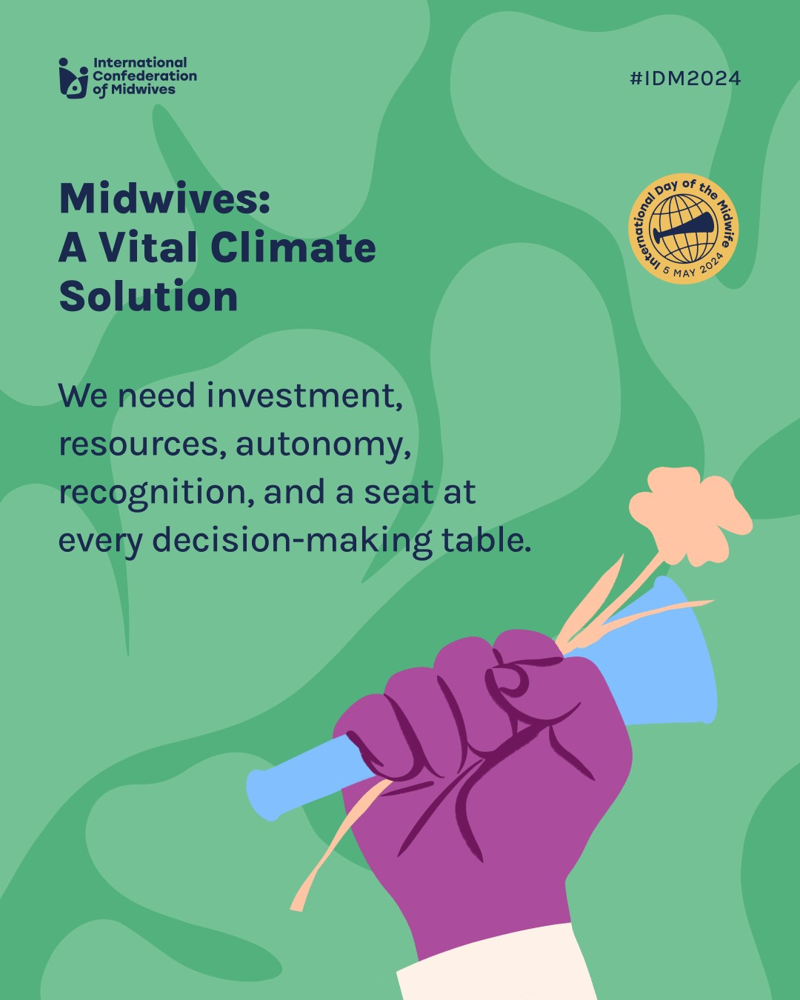 International
Confederation
of Midwives
#IDM2024
Midwives:
A Vital Climate
Solution
International Day of the Midwife
5 MAY 2024
We need investment,
resources, autonomy,
recognition, and a seat at
every decision-making table.